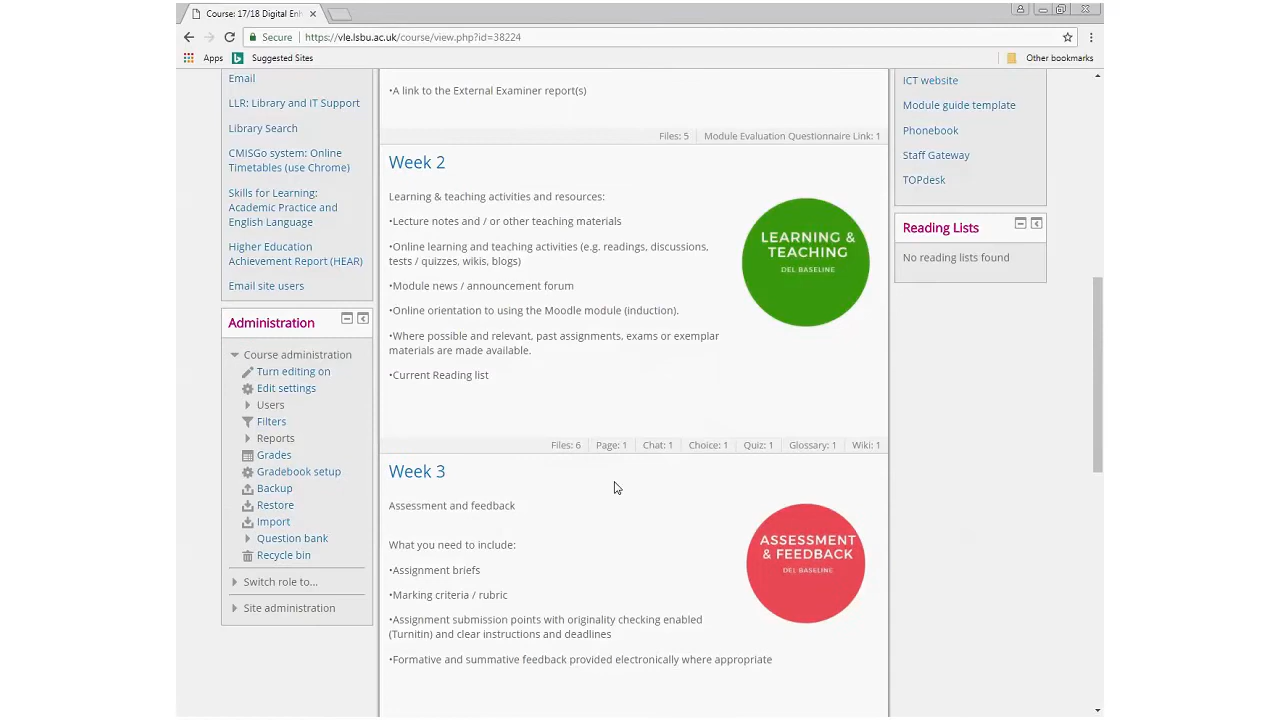 Course: 17/18 Digital Enh
Secure
https://vle.lsbu.ac.uk/course/view.php?id=38224
Apps
Suggested Sites
Other bookmarks
Email
LLR: Library and IT Support
Library Search
CMISGo system: Online
Timetables (use Chrome)
Skills for Learning:
Academic Practice and
English Language
Higher Education
Achievement Report (HEAR)
Email site users
Administration
Course administration
Turn editing on
Edit settings
Users
Filters
Reports
Grades
Gradebook setup
Backup
Restore
Import
Question bank
Recycle bin
Switch role to...
Site administration
•A link to the External Examiner report(s)
Files: 5
Module Evaluation Questionnaire Link: 1
Week 2
Learning & teaching activities and resources:
•Lecture notes and / or other teaching materials
•Online learning and teaching activities (e.g. readings, discussions,
tests / quizzes, wikis, blogs)
•Module news / announcement forum
•Online orientation to using the Moodle module (induction).
•Where possible and relevant, past assignments, exams or exemplar
materials are made available.
•Current Reading list
LEARNING &
TEACHING
DEL BASELINE
Files: 6
Page: 1
Chat: 1
Choice: 1
Quiz: 1
Glossary: 1
Wiki: 1
Week 3
Assessment and feedback
What you need to include:
•Assignment briefs
•Marking criteria / rubric
•Assignment submission points with originality checking enabled
(Turnitin) and clear instructions and deadlines
•Formative and summative feedback provided electronically where appropriate
ASSESSMENT
& FEEDBACK
DEL BASELINE
ICT website
Module guide template
Phonebook
Staff Gateway
TOPdesk
Reading Lists
No reading lists found